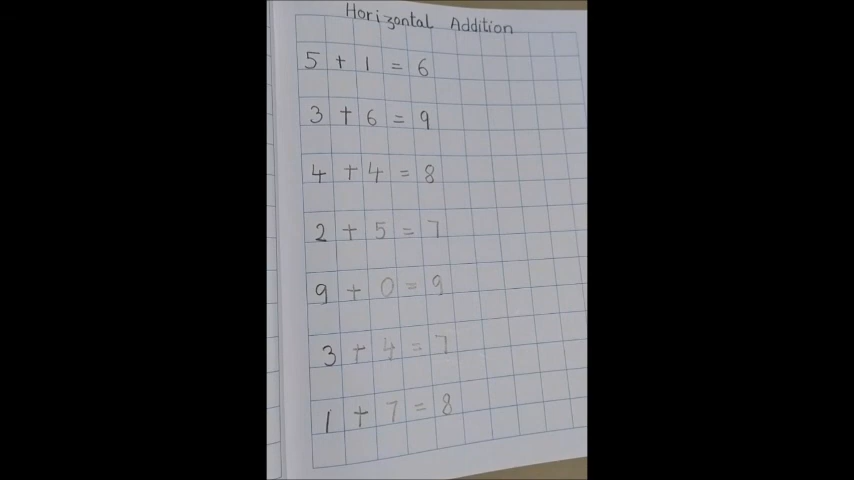 Horizontal Addition
5 + 1 = 6
3 + 6 = 9
4 + 4 = 8
2 + 5 = 7
9 + 0 = 9
3 + 4 = 7
1 + 7 = 8